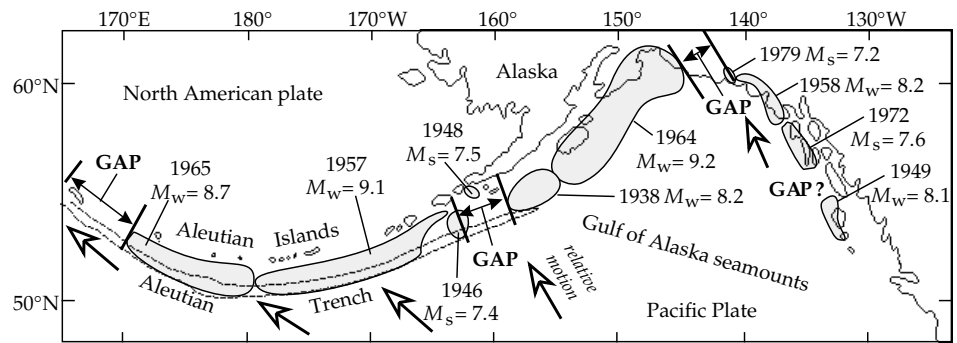 170°E
180°
170°W
160°W
150°W
140°W
130°W
60°N
50°N
North American plate
Alaska
1979 Ms= 7.2
1958 Mw= 8.2
GAP
1972
Ms= 7.6
1948
Ms= 7.5
1964
Mw= 9.2
GAP
1965
Mw= 8.7
1957
Mw= 9.1
GAP ?
1949
Mw= 8.1
1938 Mw= 8.2
Aleutian
Islands
Gulf of Alaska seamounts
GAP
relative
motion
Aleutian
Trench
1946
Ms= 7.4
Pacific Plate